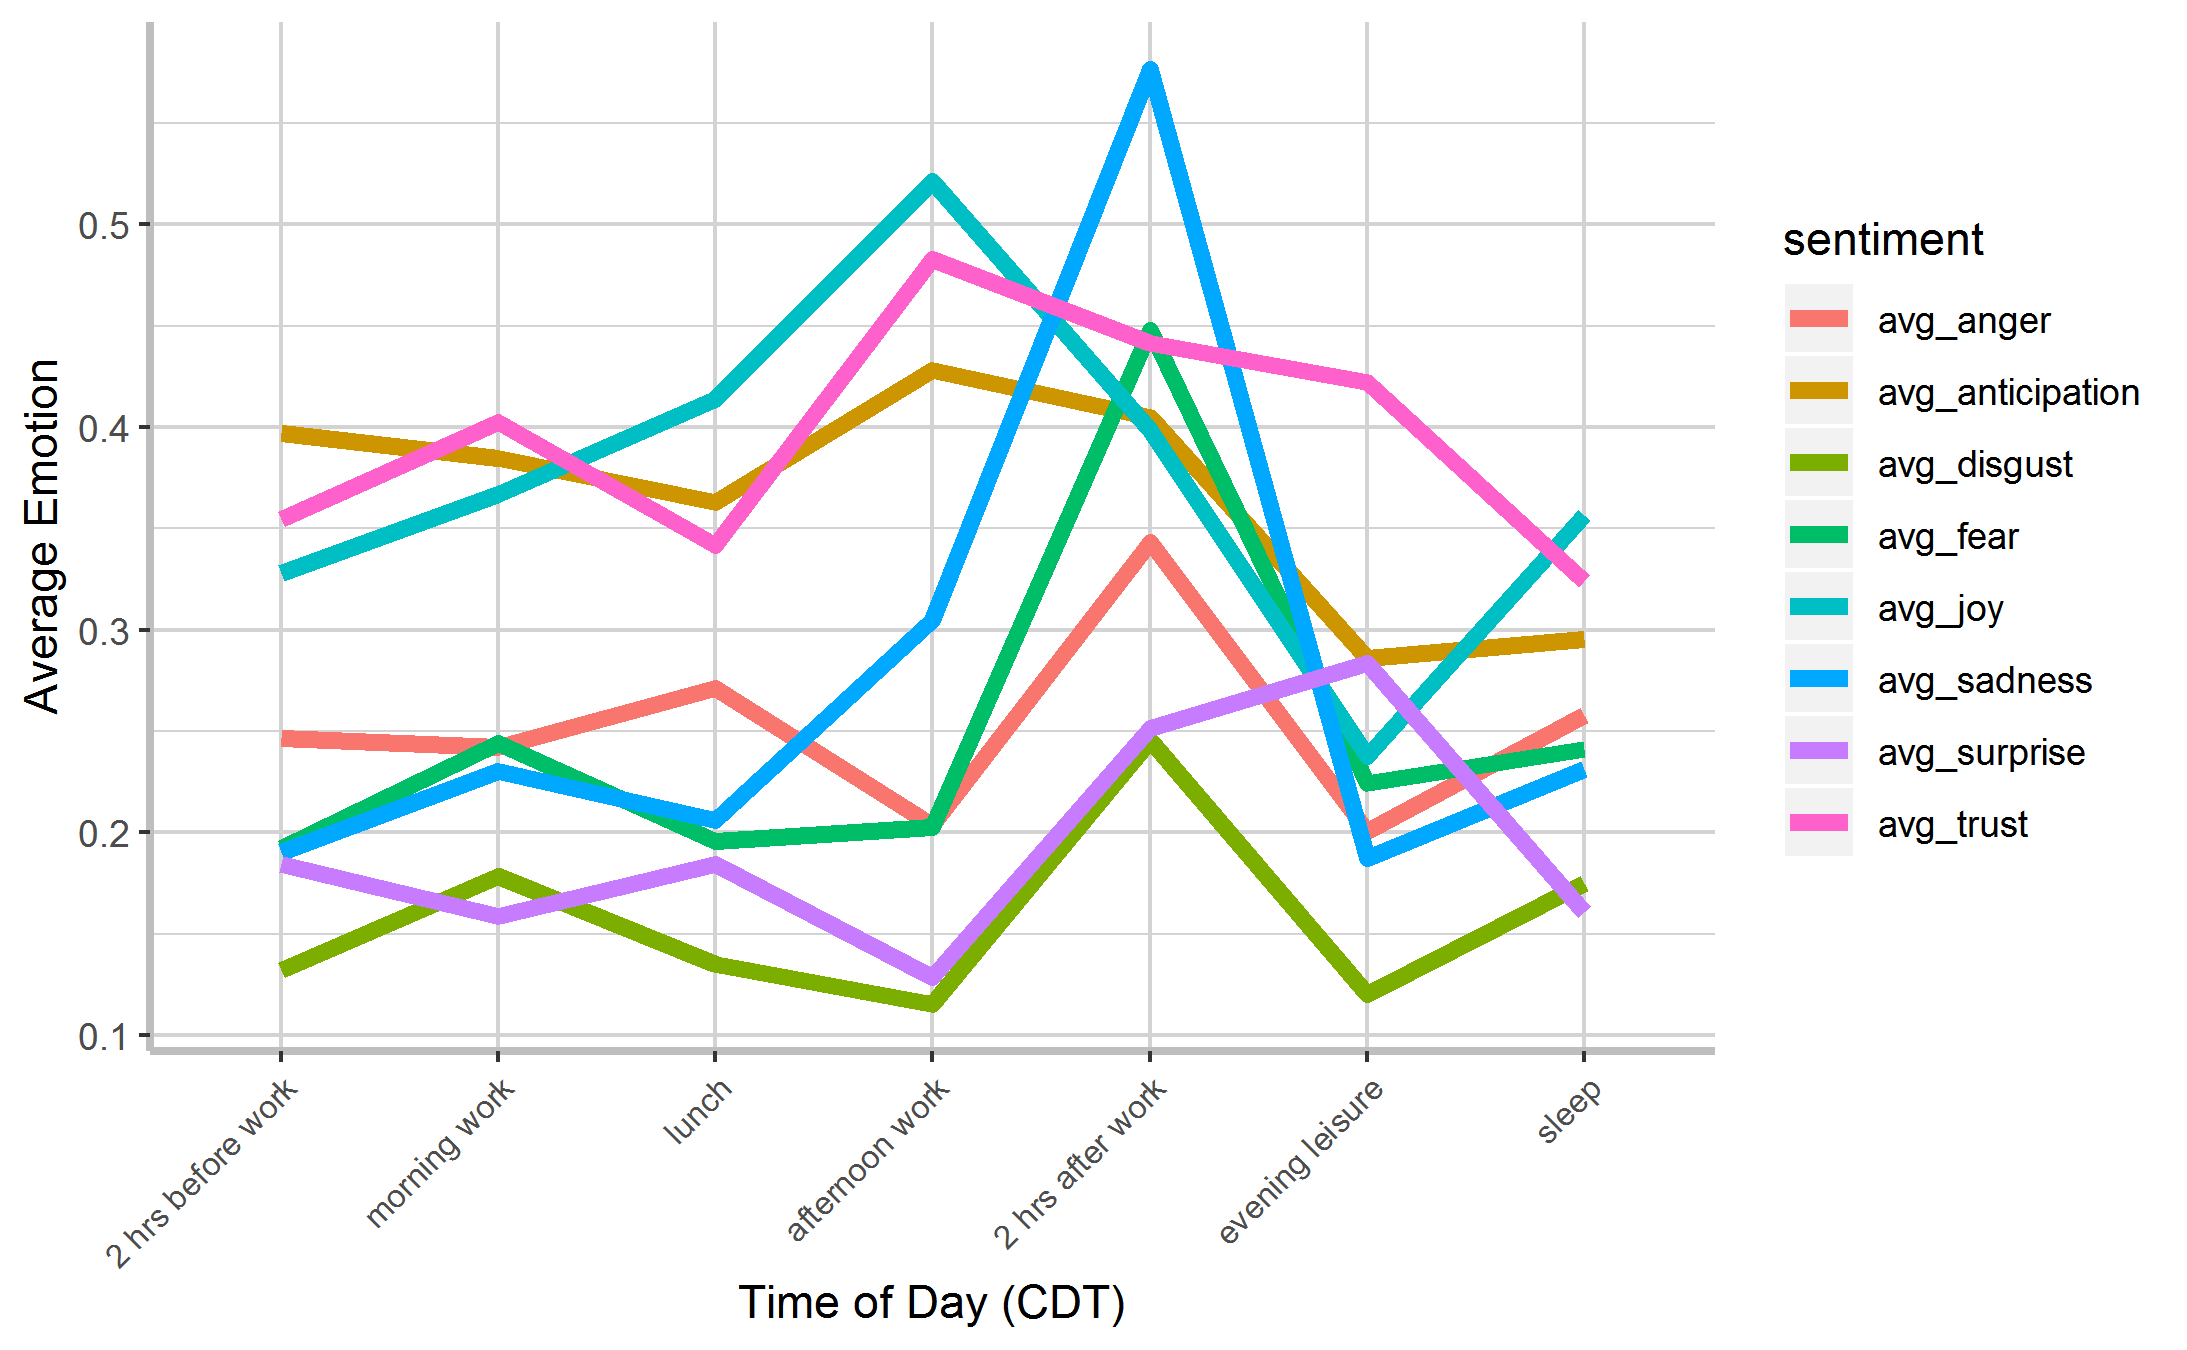 Average Emotion
0.5
0.4
0.3
0.2
0.1
2 hrs before work
morning work
lunch
afternoon work
2 hrs after work
evening leisure
sleep
Time of Day (CDT)
sentiment
avg_anger
avg_anticipation
avg_disgust
avg_fear
avg_joy
avg_sadness
avg_surprise
avg_trust